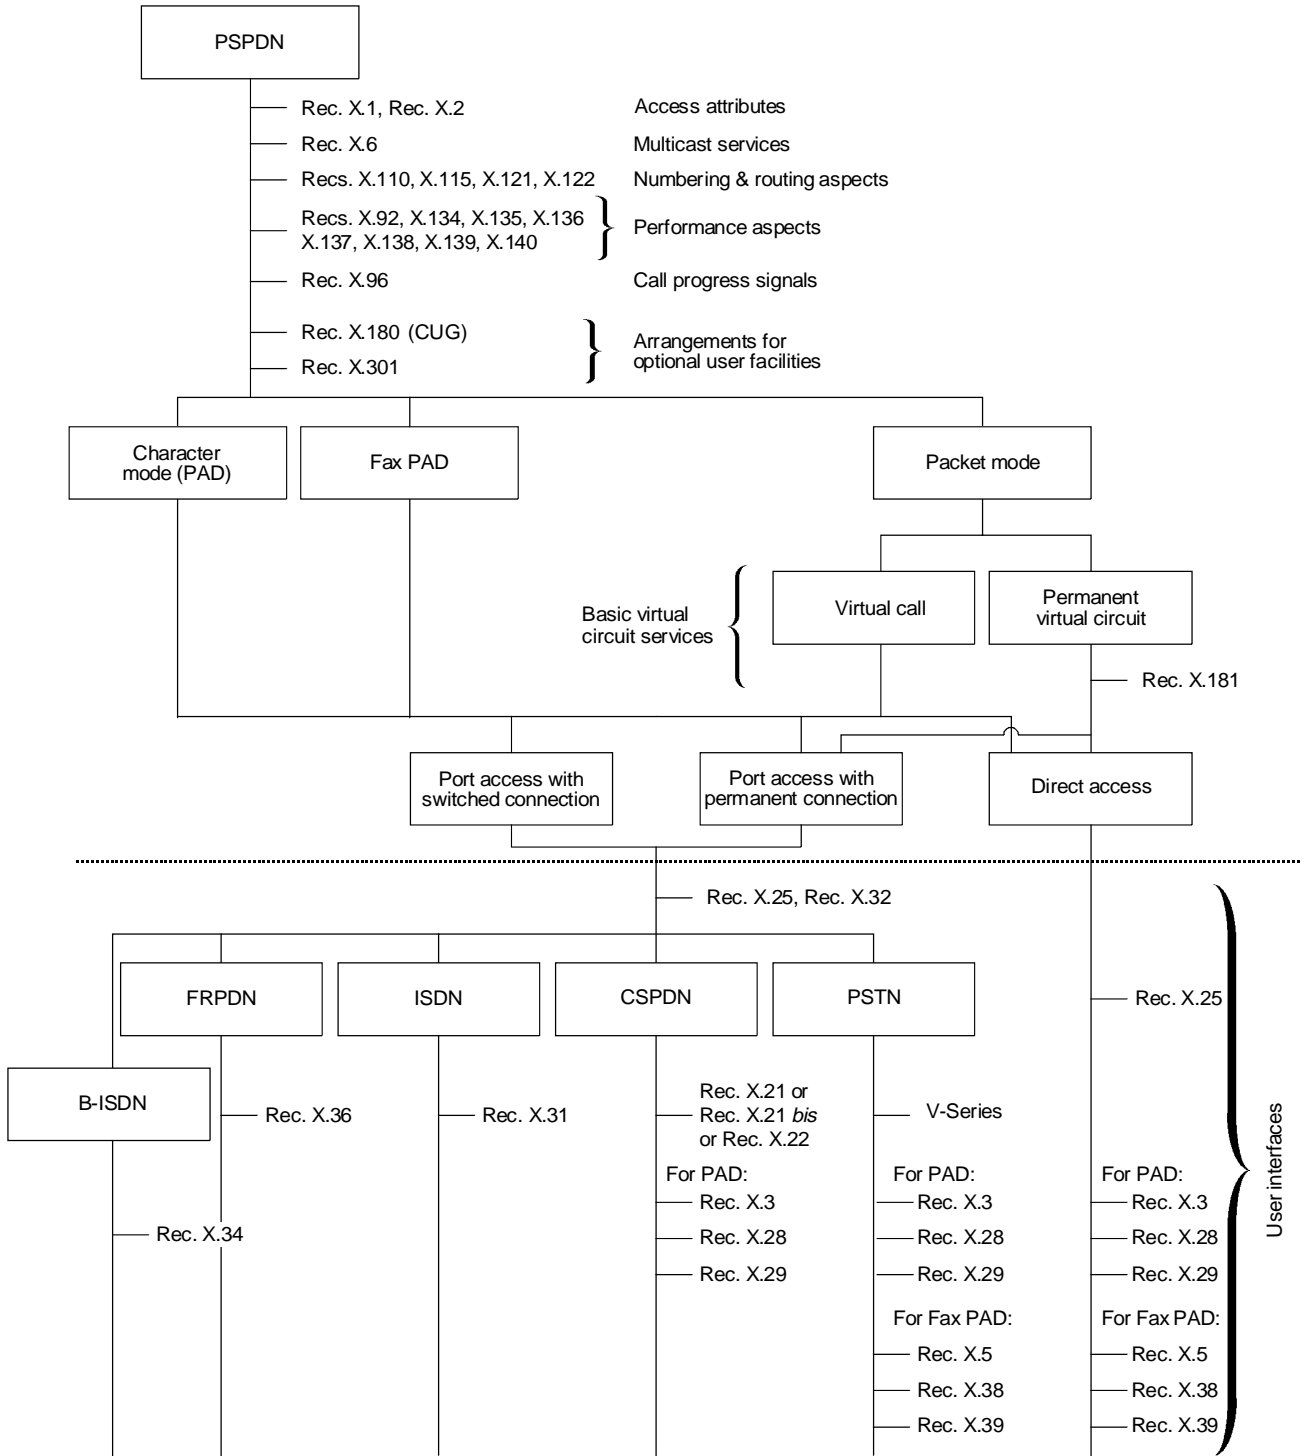 PSPDN
Rec. X.1, Rec. X.2
Access attributes
Rec. X.6
Multicast services
Recs. X.110, X.115, X.121, X.122
Numbering & routing aspects
Recs. X.92, X.134, X.135, X.136
X.137, X.138, X.139, X.140
Performance aspects
Rec. X.96
Call progress signals
Rec. X.180 (CUG)
Rec. X.301
Arrangements for
optional user facilities
Character
mode (PAD)
Fax PAD
Packet mode
Basic virtual
circuit services
Virtual call
Permanent
virtual circuit
Rec. X.181
Port access with
switched connection
Port access with
permanent connection
Direct access
Rec. X.25, Rec. X.32
FRPDN
ISDN
CSPDN
PSTN
Rec. X.25
B-ISDN
Rec. X.36
Rec. X.31
Rec. X.21 or
Rec. X.21 bis
or Rec. X.22
V-Series
Rec. X.34
For PAD:
Rec. X.3
Rec. X.28
Rec. X.29
For PAD:
Rec. X.3
Rec. X.28
Rec. X.29
For Fax PAD:
Rec. X.5
Rec. X.38
Rec. X.39
For PAD:
Rec. X.3
Rec. X.28
Rec. X.29
For Fax PAD:
Rec. X.5
Rec. X.38
Rec. X.39
User interfaces